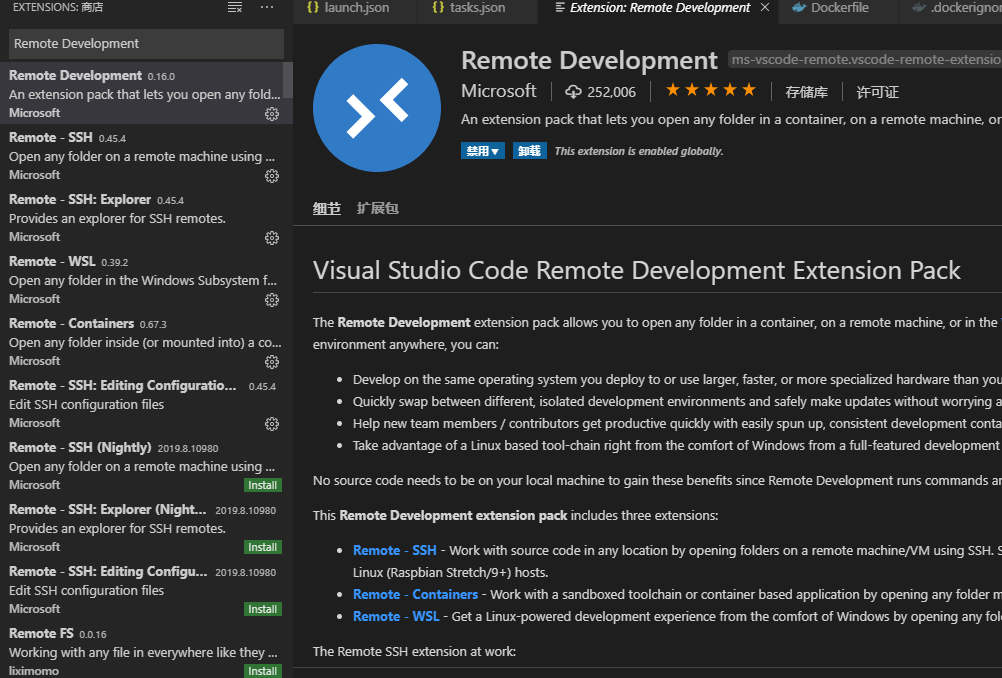 EXTENSIONS: 商店
Remote Development
Remote Development 0.16.0
An extension pack that lets you open any fold...
Microsoft
Remote - SSH 0.45.4
Open any folder on a remote machine using ...
Microsoft
Remote - SSH: Explorer 0.45.4
Provides an explorer for SSH remotes.
Microsoft
Remote - WSL 0.39.2
Open any folder in the Windows Subsystem f...
Microsoft
Remote - Containers 0.67.3
Open any folder inside (or mounted into) a co...
Microsoft
Remote - SSH: Editing Configuratio... 0.45.4
Edit SSH configuration files
Microsoft
Remote - SSH (Nightly) 2019.8.10980
Open any folder on a remote machine using ...
Microsoft Install
Remote - SSH: Explorer (Night... 2019.8.10980
Provides an explorer for SSH remotes.
Microsoft Install
Remote - SSH: Editing Configu... 2019.8.10980
Edit SSH configuration files
Microsoft Install
Remote FS 0.0.16
Working with any file in everywhere like they ...
liximomo Install
launch.json tasks.json Extension: Remote Development Dockerfile .dockerignor
Remote Development ms-vscode-remote.vscode-remote-extensio
Microsoft 252,006 存储库 许可证
An extension pack that lets you open any folder in a container, on a remote machine, or
禁用 卸载 This extension is enabled globally.
细节 扩展包
Visual Studio Code Remote Development Extension Pack
The Remote Development extension pack allows you to open any folder in a container, on a remote machine, or in the
environment anywhere, you can:
• Develop on the same operating system you deploy to or use larger, faster, or more specialized hardware than you
• Quickly swap between different, isolated development environments and safely make updates without worrying a
• Help new team members / contributors get productive quickly with easily spun up, consistent development conta
• Take advantage of a Linux based tool-chain right from the comfort of Windows from a full-featured development
No source code needs to be on your local machine to gain these benefits since Remote Development runs commands an
This Remote Development extension pack includes three extensions:
• Remote - SSH - Work with source code in any location by opening folders on a remote machine/VM using SSH. S
Linux (Raspbian Stretch/9+) hosts.
• Remote - Containers - Work with a sandboxed toolchain or container based application by opening any folder m
• Remote - WSL - Get a Linux-powered development experience from the comfort of Windows by opening any fol
The Remote SSH extension at work: